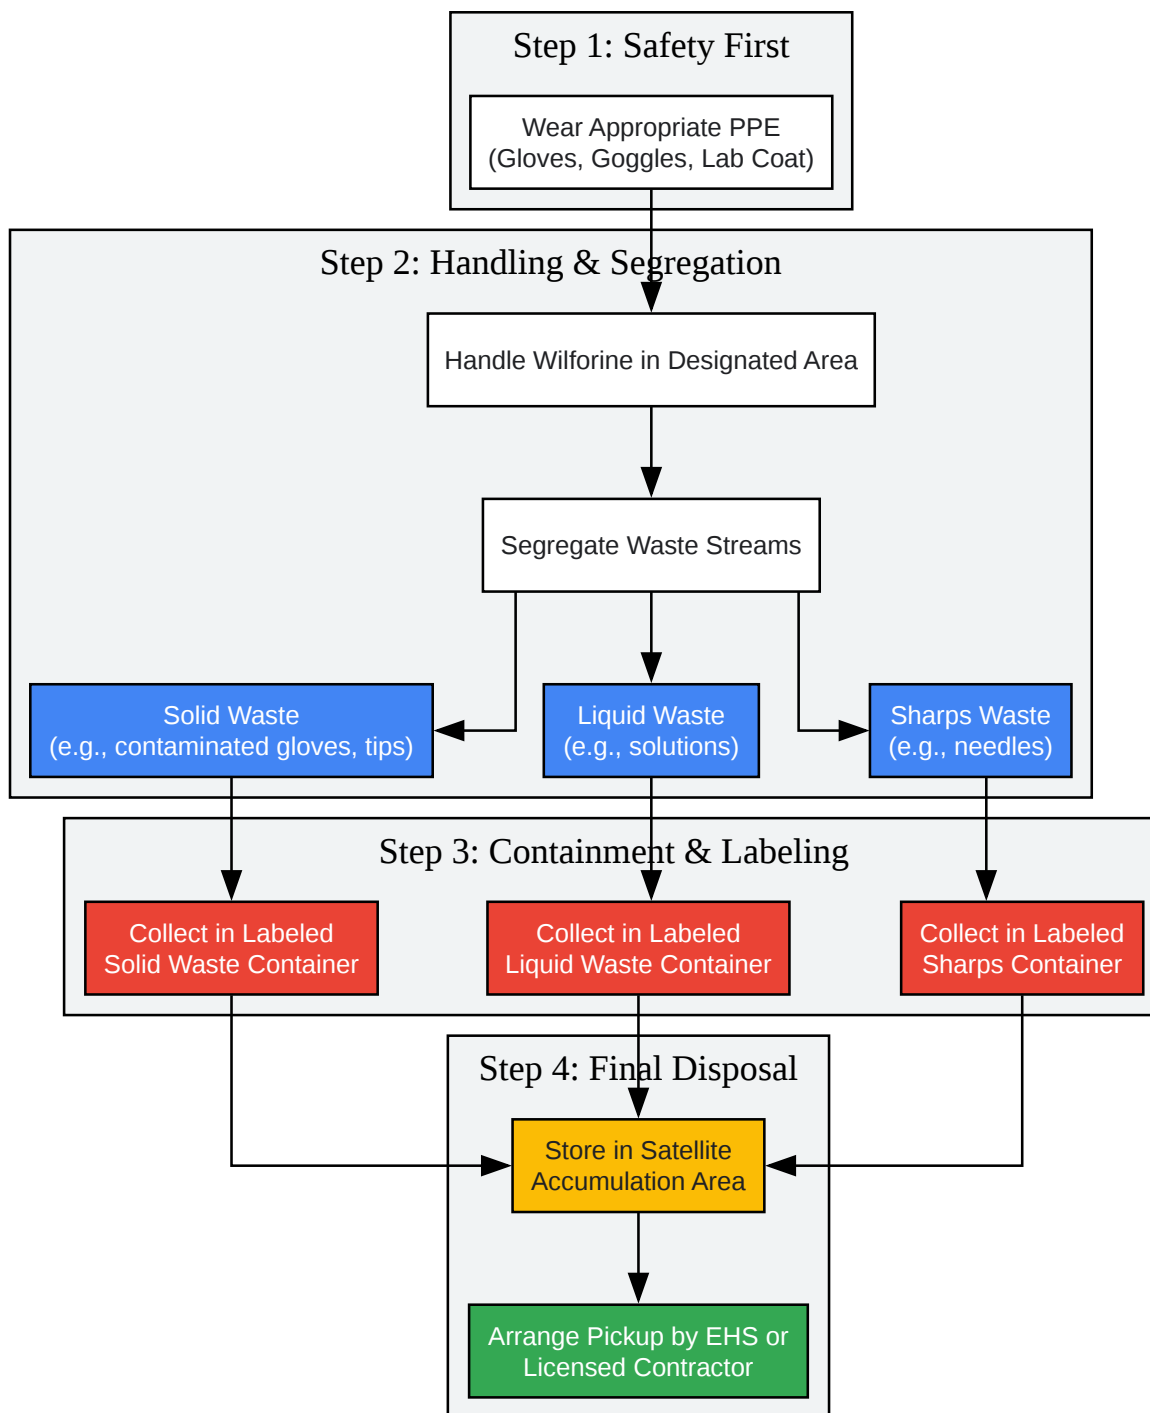 Step 1: Safety First
Wear Appropriate PPE
(Gloves, Goggles, Lab Coat)
Step 2: Handling & Segregation
Handle Wilforine in Designated Area
Segregate Waste Streams
Solid Waste
(e.g., contaminated gloves, tips)
Liquid Waste
(e.g., solutions)
Sharps Waste
(e.g., needles)
Step 3: Containment & Labeling
Collect in Labeled
Solid Waste Container
Collect in Labeled
Liquid Waste Container
Collect in Labeled
Sharps Container
Step 4: Final Disposal
Store in Satellite
Accumulation Area
Arrange Pickup by EHS or
Licensed Contractor